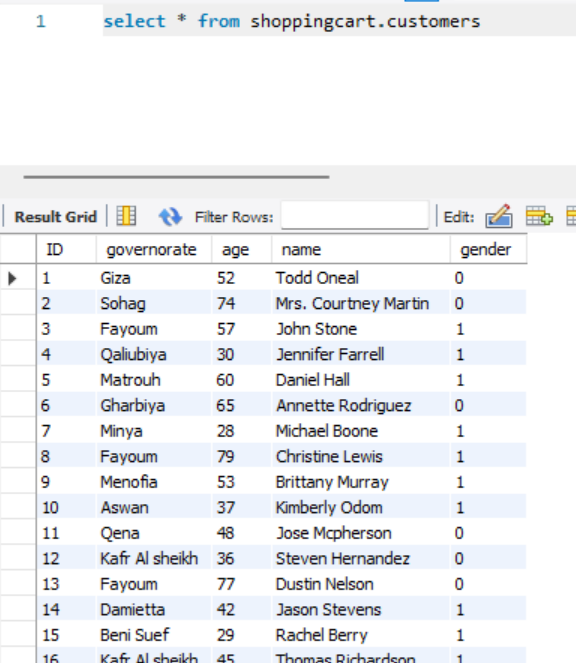 1 select * from shoppingcart.customers
Result Grid Filter Rows: Edit:
ID governorate age name gender
1 Giza 52 Todd Oneal 0
2 Sohag 74 Mrs. Courtney Martin 0
3 Fayoum 57 John Stone 1
4 Qaliubiya 30 Jennifer Farrell 1
5 Matrouh 60 Daniel Hall 1
6 Gharbiya 65 Annette Rodriguez 0
7 Minya 28 Michael Boone 1
8 Fayoum 79 Christine Lewis 1
9 Menofia 53 Brittany Murray 1
10 Aswan 37 Kimberly Odom 1
11 Qena 48 Jose Mcpherson 0
12 Kafr Al sheikh 36 Steven Hernandez 0
13 Fayoum 77 Dustin Nelson 0
14 Damietta 42 Jason Stevens 1
15 Beni Suef 29 Rachel Berry 1
16 Kafr Al sheikh 45 Thomas Richardson 1